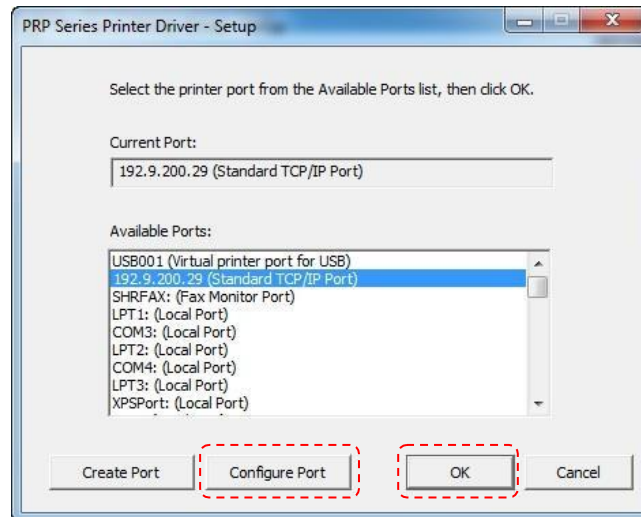 PRP Series Printer Driver - Setup
Select the printer port from the Available Ports list, then click OK.
Current Port:
192.9.200.29 (Standard TCP/IP Port)
Available Ports:
USB001 (Virtual printer port for USB)
192.9.200.29 (Standard TCP/IP Port)
SHRFAX: (Fax Monitor Port)
LPT1: (Local Port)
COM3: (Local Port)
LPT2: (Local Port)
COM4: (Local Port)
LPT3: (Local Port)
XPSPort: (Local Port)
Create Port Configure Port OK Cancel